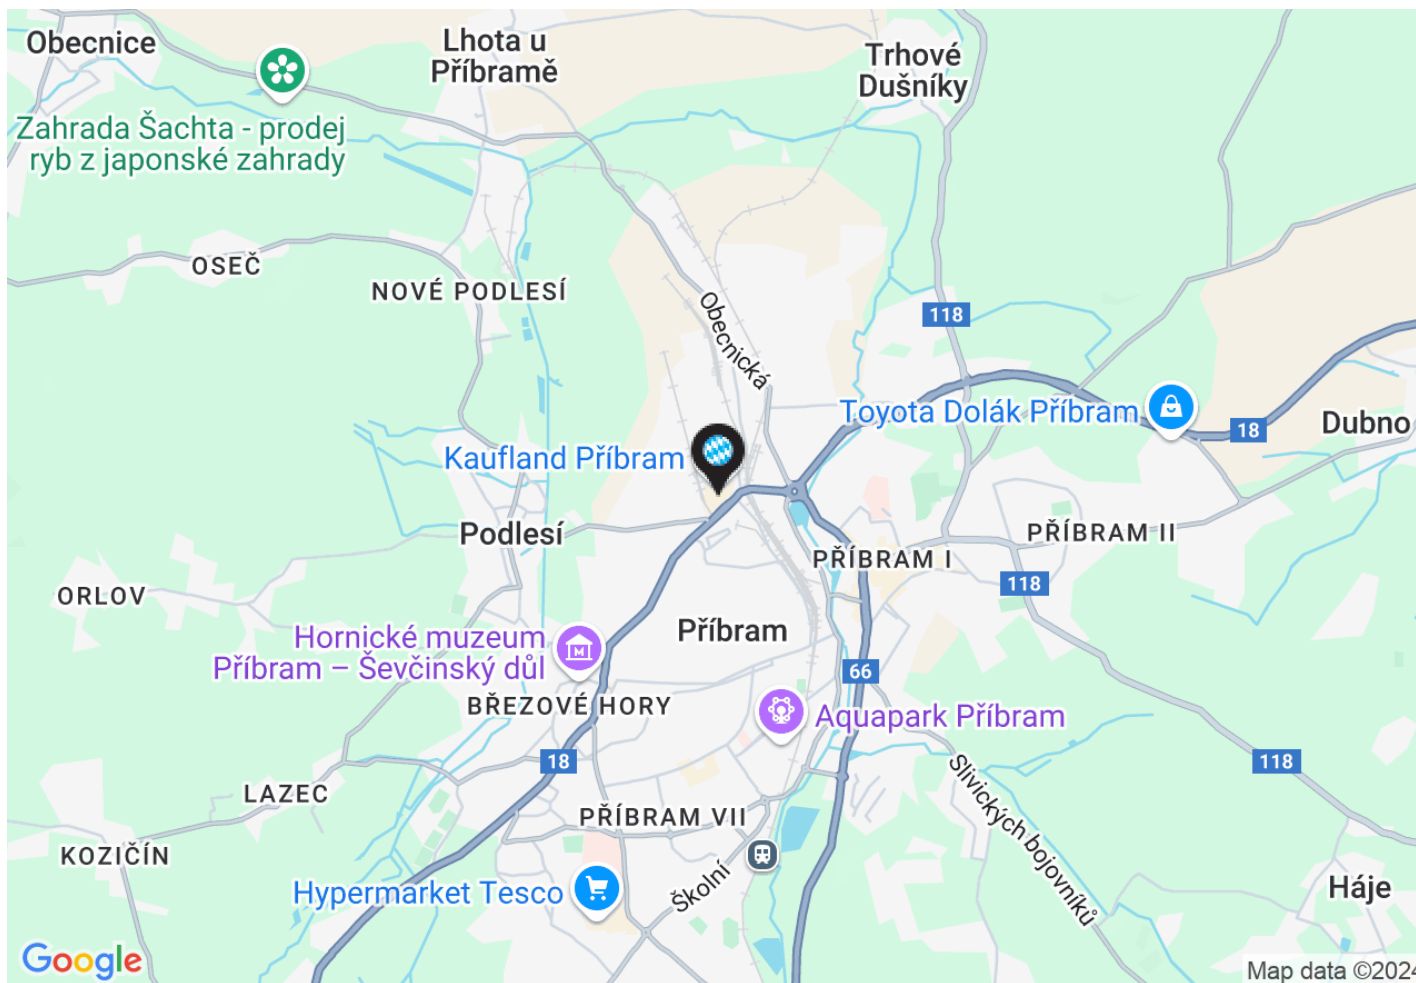 Obecnice
Lhota u
Příbramě
Trhové
Dušníky
Zahrada Šachta - prodej
ryb z japonské zahrady
OSEČ
NOVÉ PODLESÍ
118
Obecnická
Toyota Dolák Příbram
18
Dubno
Kaufland Příbram
Podlesí
PŘÍBRAM II
PŘÍBRAM I
118
ORLOV
Příbram
Hornické muzeum
Příbram – Ševčinský důl
66
BŘEZOVÉ HORY
Aquapark Příbram
18
118
LAZEC
Slivických bojovníků
PŘÍBRAM VII
KOZIČÍN
Školní
Hypermarket Tesco
Háje
Google
Map data ©2024